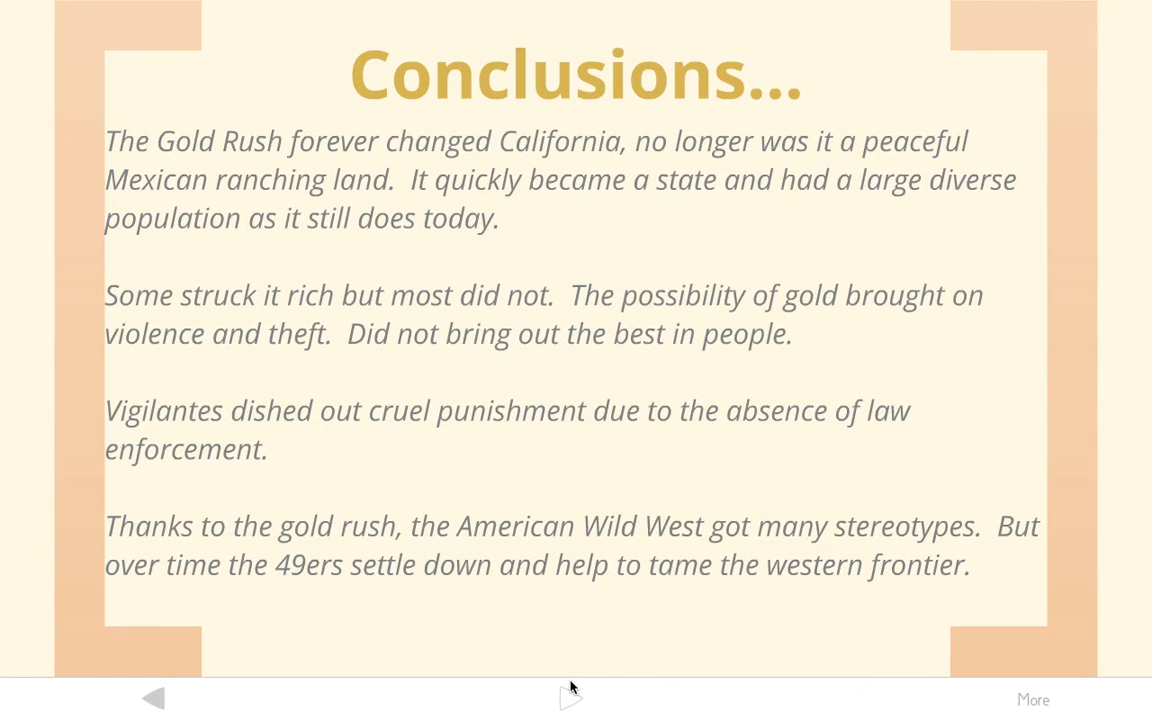 Conclusions...
The Gold Rush forever changed California, no longer was it a peaceful
Mexican ranching land.  It quickly became a state and had a large diverse
population as it still does today.
Some struck it rich but most did not.  The possibility of gold brought on
violence and theft.  Did not bring out the best in people.
Vigilantes dished out cruel punishment due to the absence of law
enforcement.
Thanks to the gold rush, the American Wild West got many stereotypes.  But
over time the 49ers settle down and help to tame the western frontier.
More